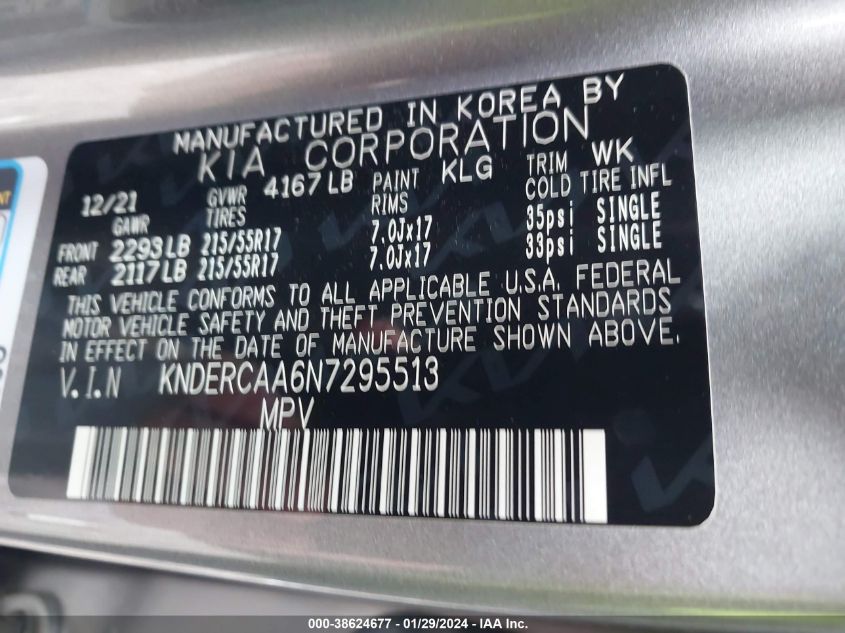 MANUFACTURED IN KOREA BY
KIA CORPORATION
12/21 GVWR 4167 LB PAINT KLG TRIM WK
GAWR TIRES RIMS COLD TIRE INFL
FRONT 2293 LB 215/55R17 7.0Jx17 35psi SINGLE
REAR 2117 LB 215/55R17 7.0Jx17 33psi SINGLE
THIS VEHICLE CONFORMS TO ALL APPLICABLE U.S.A. FEDERAL
MOTOR VEHICLE SAFETY AND THEFT PREVENTION STANDARDS
IN EFFECT ON THE DATE OF MANUFACTURE SHOWN ABOVE.
V.I.N KNDERCAA6N7295513
MPV
000-38624677 - 01/29/2024 - IAA Inc.